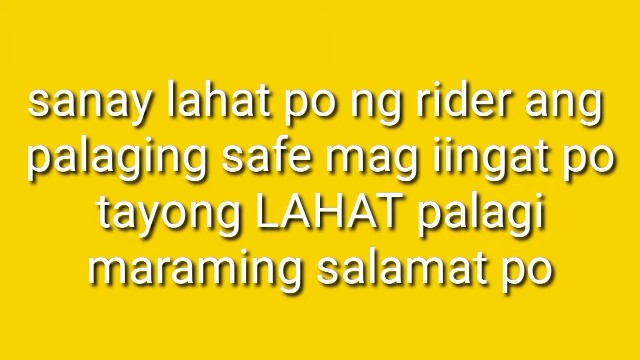 sanay lahat po ng rider ang
palaging safe mag iingat po
tayong LAHAT palagi
maraming salamat po